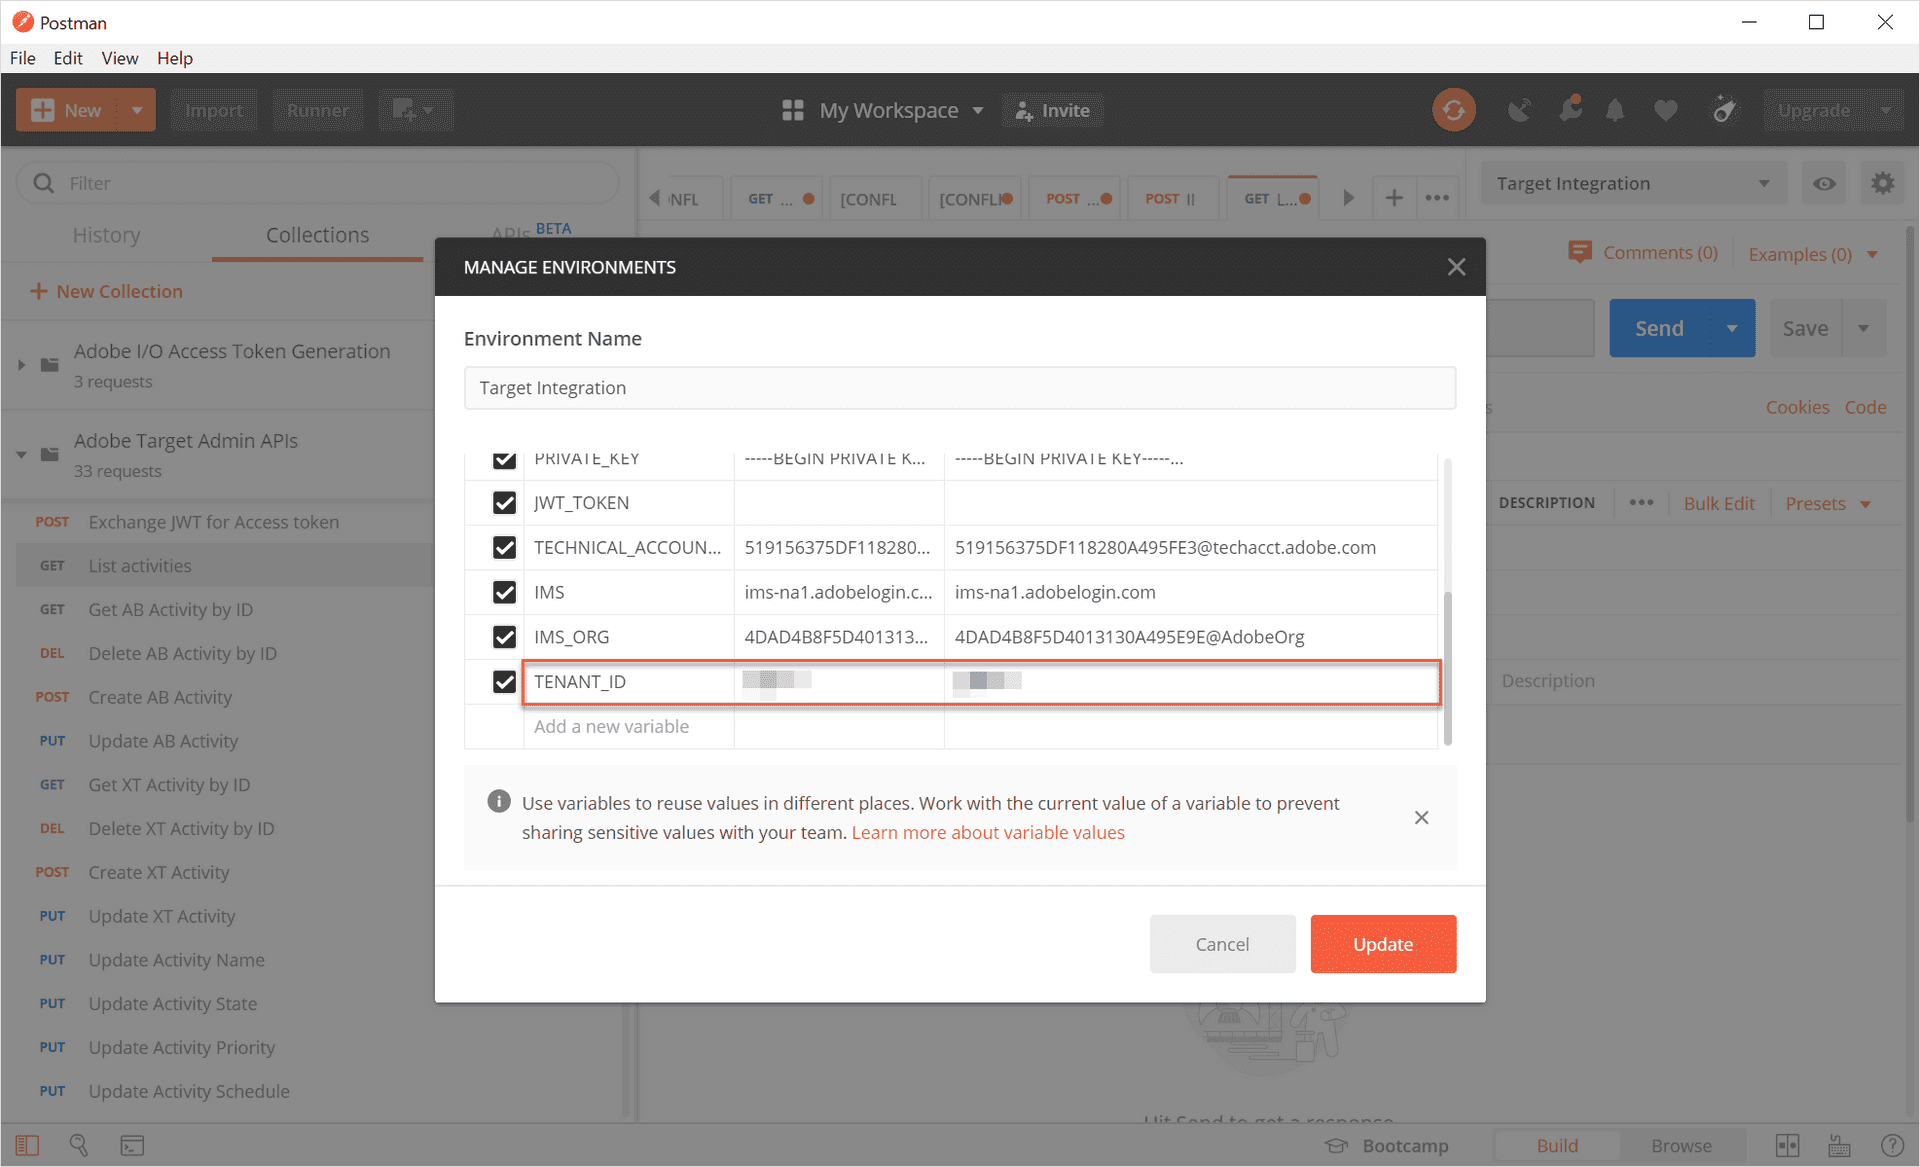 Postman
File Edit View Help
New Import Runner My Workspace Invite Upgrade
Filter
NFL GET ... [CONFL [CONFLI POST ... POST II GET L... Target Integration
History Collections APIs BETA
MANAGE ENVIRONMENTS
Comments (0) Examples (0)
New Collection
Environment Name
Send Save
Adobe I/O Access Token Generation
3 requests
Target Integration
s Cookies Code
Adobe Target Admin APIs
33 requests
PRIVATE_KEY -----BEGIN PRIVATE K... -----BEGIN PRIVATE KEY-----...
JWT_TOKEN
DESCRIPTION Bulk Edit Presets
POST Exchange JWT for Access token
TECHNICAL_ACCOUN... 519156375DF118280... 519156375DF118280A495FE3@techacct.adobe.com
GET List activities
IMS ims-na1.adobelogin.c... ims-na1.adobelogin.com
GET Get AB Activity by ID
IMS_ORG 4DAD4B8F5D401313... 4DAD4B8F5D4013130A495E9E@AdobeOrg
DEL Delete AB Activity by ID
TENANT_ID
Description
POST Create AB Activity
Add a new variable
PUT Update AB Activity
GET Get XT Activity by ID
Use variables to reuse values in different places. Work with the current value of a variable to prevent
sharing sensitive values with your team. Learn more about variable values
DEL Delete XT Activity by ID
POST Create XT Activity
PUT Update XT Activity
Cancel Update
PUT Update Activity Name
PUT Update Activity State
PUT Update Activity Priority
PUT Update Activity Schedule
Hit Send to get a response
Bootcamp Build Browse